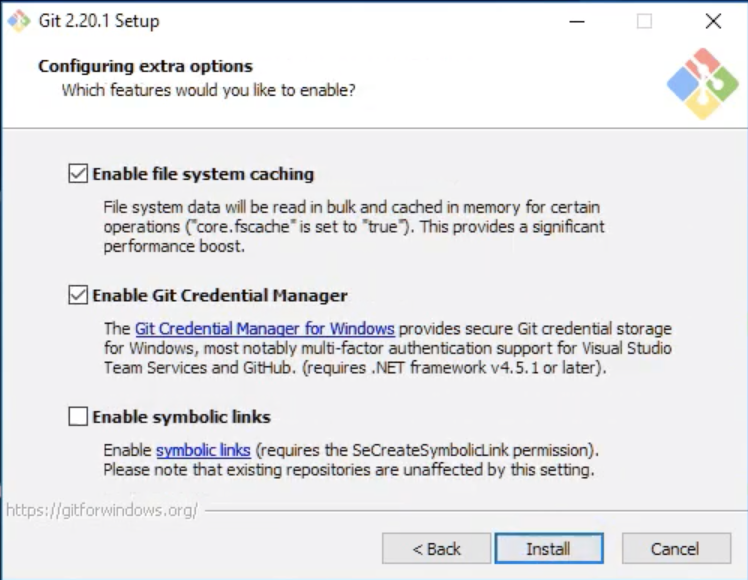 Git 2.20.1 Setup
Configuring extra options
Which features would you like to enable?
Enable file system caching
File system data will be read in bulk and cached in memory for certain
operations ("core.fscache" is set to "true"). This provides a significant
performance boost.
Enable Git Credential Manager
The Git Credential Manager for Windows provides secure Git credential storage
for Windows, most notably multi-factor authentication support for Visual Studio
Team Services and GitHub. (requires .NET framework v4.5.1 or later).
Enable symbolic links
Enable symbolic links (requires the SeCreateSymbolicLink permission).
Please note that existing repositories are unaffected by this setting.
https://gitforwindows.org/
< Back Install Cancel